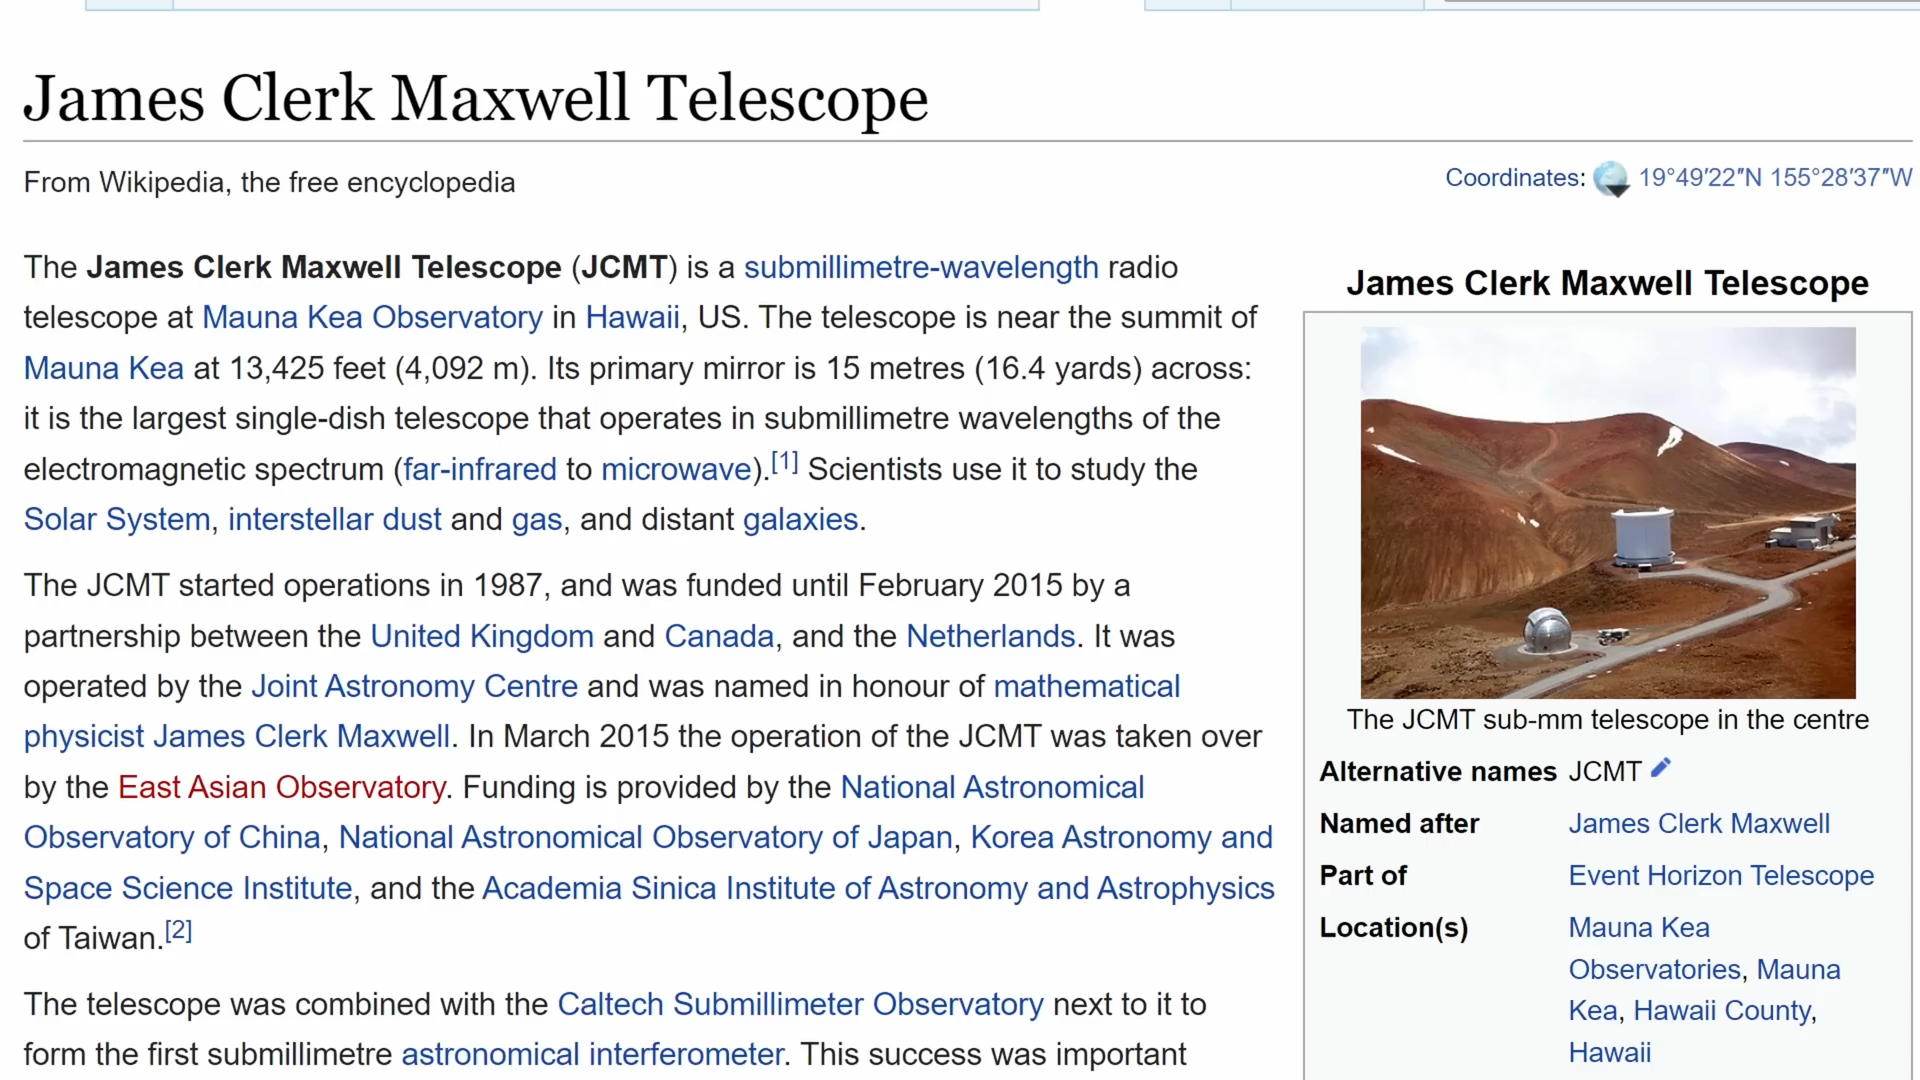 James Clerk Maxwell Telescope
From Wikipedia, the free encyclopedia
Coordinates: 19°49′22″N 155°28′37″W
The James Clerk Maxwell Telescope (JCMT) is a submillimetre-wavelength radio
telescope at Mauna Kea Observatory in Hawaii, US. The telescope is near the summit of
Mauna Kea at 13,425 feet (4,092 m). Its primary mirror is 15 metres (16.4 yards) across:
it is the largest single-dish telescope that operates in submillimetre wavelengths of the
electromagnetic spectrum (far-infrared to microwave).[1] Scientists use it to study the
Solar System, interstellar dust and gas, and distant galaxies.
The JCMT started operations in 1987, and was funded until February 2015 by a
partnership between the United Kingdom and Canada, and the Netherlands. It was
operated by the Joint Astronomy Centre and was named in honour of mathematical
physicist James Clerk Maxwell. In March 2015 the operation of the JCMT was taken over
by the East Asian Observatory. Funding is provided by the National Astronomical
Observatory of China, National Astronomical Observatory of Japan, Korea Astronomy and
Space Science Institute, and the Academia Sinica Institute of Astronomy and Astrophysics
of Taiwan.[2]
The telescope was combined with the Caltech Submillimeter Observatory next to it to
form the first submillimetre astronomical interferometer. This success was important
James Clerk Maxwell Telescope
The JCMT sub-mm telescope in the centre
Alternative names JCMT
Named after James Clerk Maxwell
Part of Event Horizon Telescope
Location(s) Mauna Kea
Observatories, Mauna
Kea, Hawaii County,
Hawaii